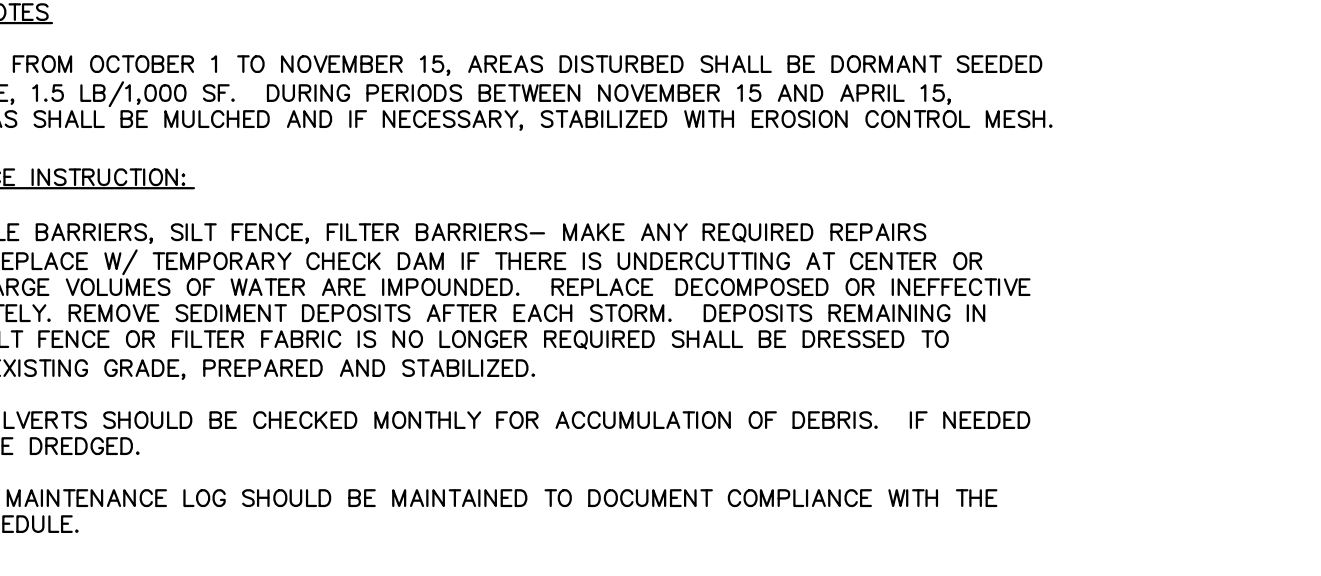 OTES
FROM OCTOBER 1 TO NOVEMBER 15, AREAS DISTURBED SHALL BE DORMANT SEEDED
E, 1.5 LB/1,000 SF. DURING PERIODS BETWEEN NOVEMBER 15 AND APRIL 15,
AS SHALL BE MULCHED AND IF NECESSARY, STABILIZED WITH EROSION CONTROL MESH.
CE INSTRUCTION:
LE BARRIERS, SILT FENCE, FILTER BARRIERS– MAKE ANY REQUIRED REPAIRS
EPLACE W/ TEMPORARY CHECK DAM IF THERE IS UNDERCUTTING AT CENTER OR
ARGE VOLUMES OF WATER ARE IMPOUNDED. REPLACE DECOMPOSED OR INEFFECTIVE
TELY. REMOVE SEDIMENT DEPOSITS AFTER EACH STORM. DEPOSITS REMAINING IN
LT FENCE OR FILTER FABRIC IS NO LONGER REQUIRED SHALL BE DRESSED TO
EXISTING GRADE, PREPARED AND STABILIZED.
LVERTS SHOULD BE CHECKED MONTHLY FOR ACCUMULATION OF DEBRIS. IF NEEDED
E DREDGED.
MAINTENANCE LOG SHOULD BE MAINTAINED TO DOCUMENT COMPLIANCE WITH THE
EDULE.